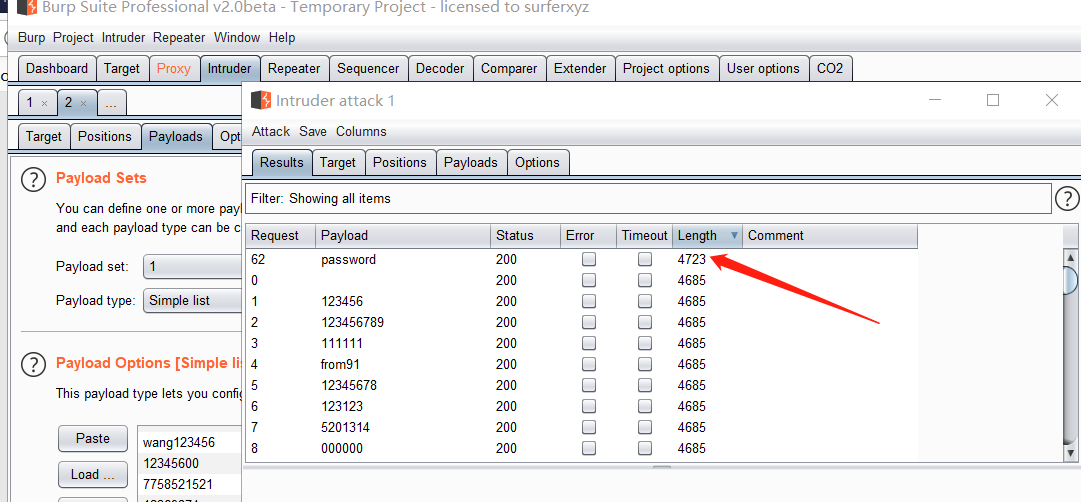 Burp Suite Professional v2.0beta - Temporary Project - licensed to surferxyz
Burp Project Intruder Repeater Window Help
Dashboard Target Proxy Intruder Repeater Sequencer Decoder Comparer Extender Project options User options CO2
1 × 2 × ...
Intruder attack 1
Target Positions Payloads Opt
Attack Save Columns
Results Target Positions Payloads Options
? Payload Sets
Filter: Showing all items ?
You can define one or more payl
and each payload type can be c
Payload set: 1
Payload type: Simple list
Request Payload Status Error Timeout Length Comment
62 password 200 4723
0 200 4685
1 123456 200 4685
2 123456789 200 4685
3 111111 200 4685
4 from91 200 4685
5 12345678 200 4685
6 123123 200 4685
7 5201314 200 4685
8 000000 200 4685
? Payload Options [Simple li
This payload type lets you config
Paste
Load ...
wang123456
12345600
7758521521